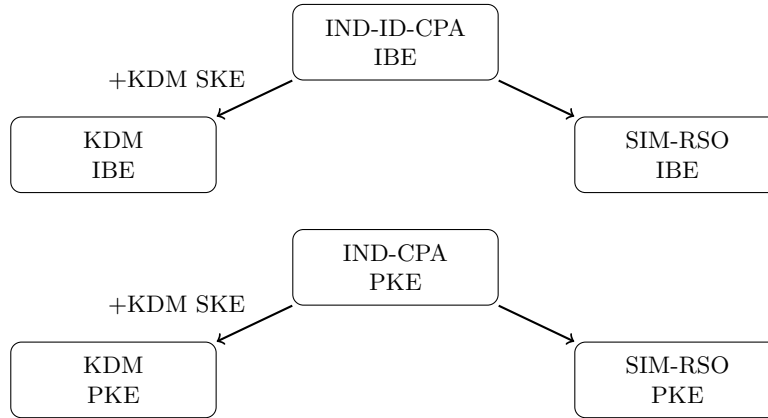 IND-ID-CPA
IBE
+KDM SKE
KDM
IBE
SIM-RSO
IBE
IND-CPA
PKE
+KDM SKE
KDM
PKE
SIM-RSO
PKE